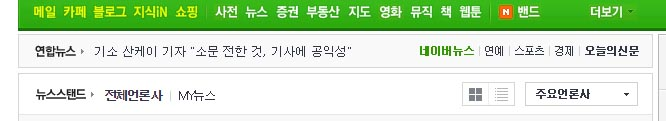 메일 카페 블로그 지식iN 쇼핑 사전 뉴스 증권 부동산 지도 영화 뮤직 책 웹툰 N 밴드 더보기
연합뉴스 기소 산케이 기자 "소문 전한 것, 기사에 공익성" 네이버뉴스 연예 스포츠 경제 오늘의신문
뉴스스탠드 전체언론사 MY뉴스 주요언론사